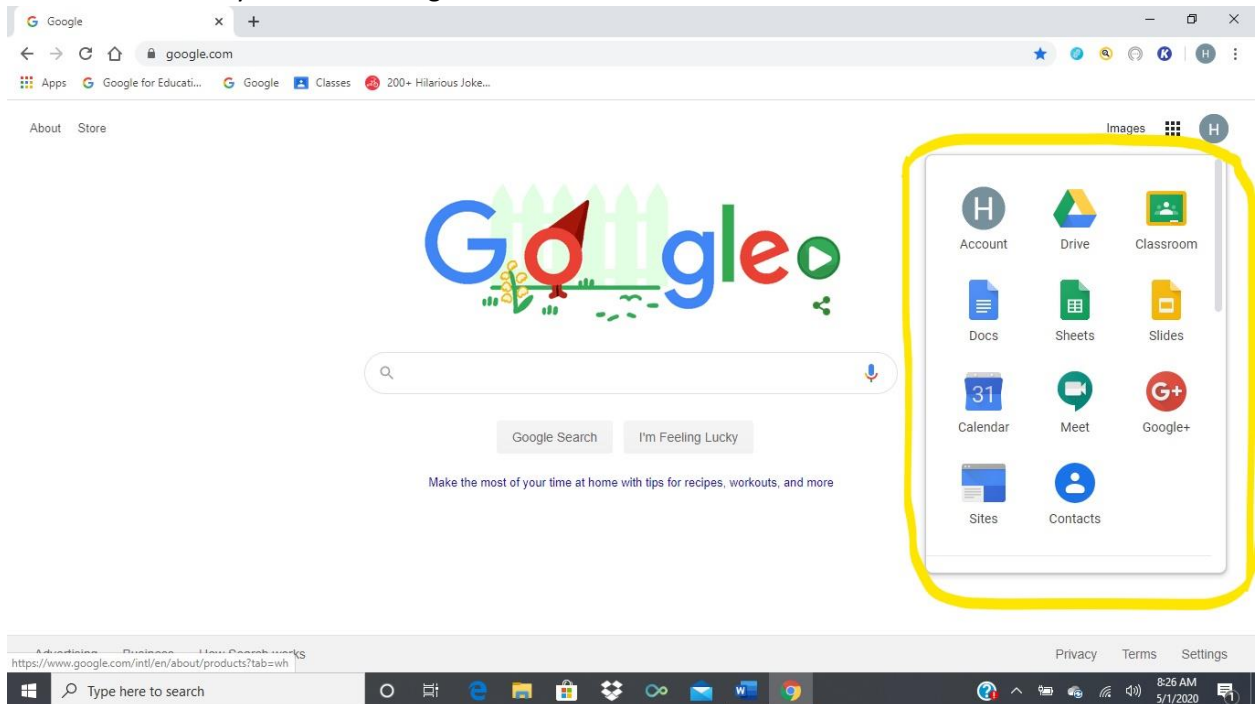 Google
google.com
Apps Google for Educati... Google Classes 200+ Hilarious Joke...
H
About Store
Images H
Google
H
Account Drive Classroom
Docs Sheets Slides
31 G+
Calendar Meet Google+
Sites Contacts
Google Search I'm Feeling Lucky
Make the most of your time at home with tips for recipes, workouts, and more
https://www.google.com/intl/en/about/products?tab=wh
Privacy Terms Settings
Type here to search
8:26 AM
5/1/2020